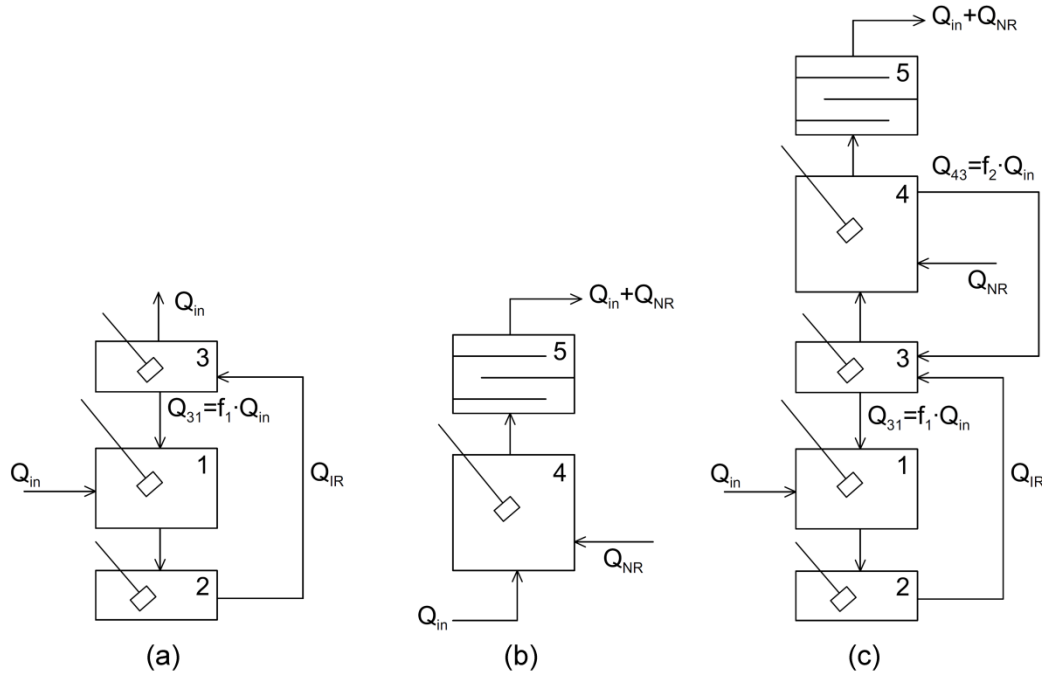 Q_in
3
Q_31=f_1·Q_in
1
Q_in
Q_IR
2
(a)
Q_in+Q_NR
5
4
Q_NR
Q_in
(b)
Q_in+Q_NR
5
Q_43=f_2·Q_in
4
Q_NR
3
Q_31=f_1·Q_in
1
Q_in
Q_IR
2
(c)